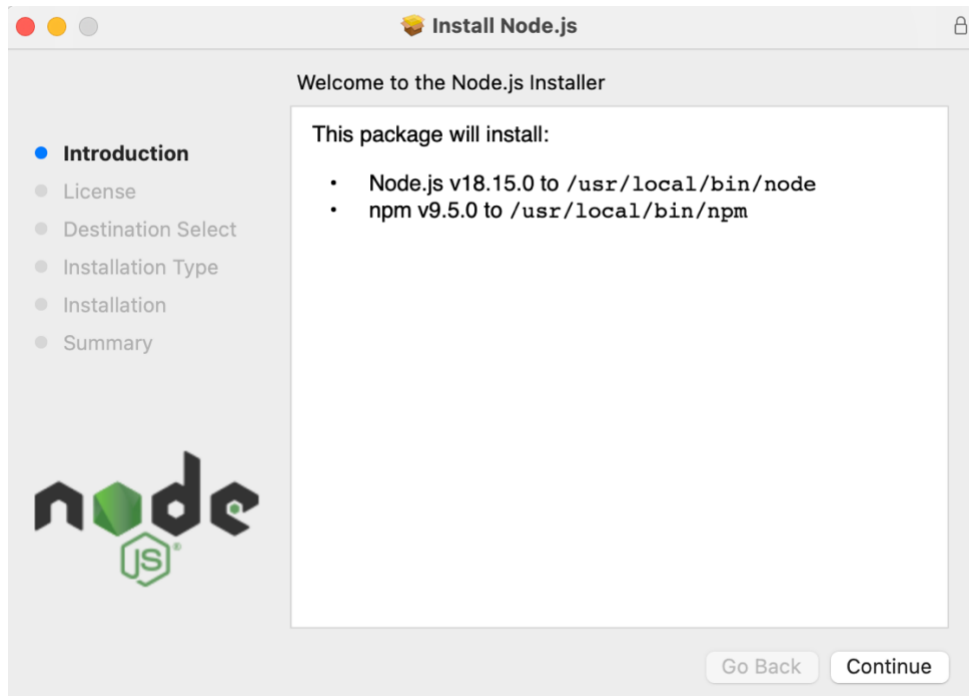 Install Node.js
Welcome to the Node.js Installer
Introduction
License
Destination Select
Installation Type
Installation
Summary
This package will install:
• Node.js v18.15.0 to /usr/local/bin/node
• npm v9.5.0 to /usr/local/bin/npm
node
JS®
Go Back
Continue